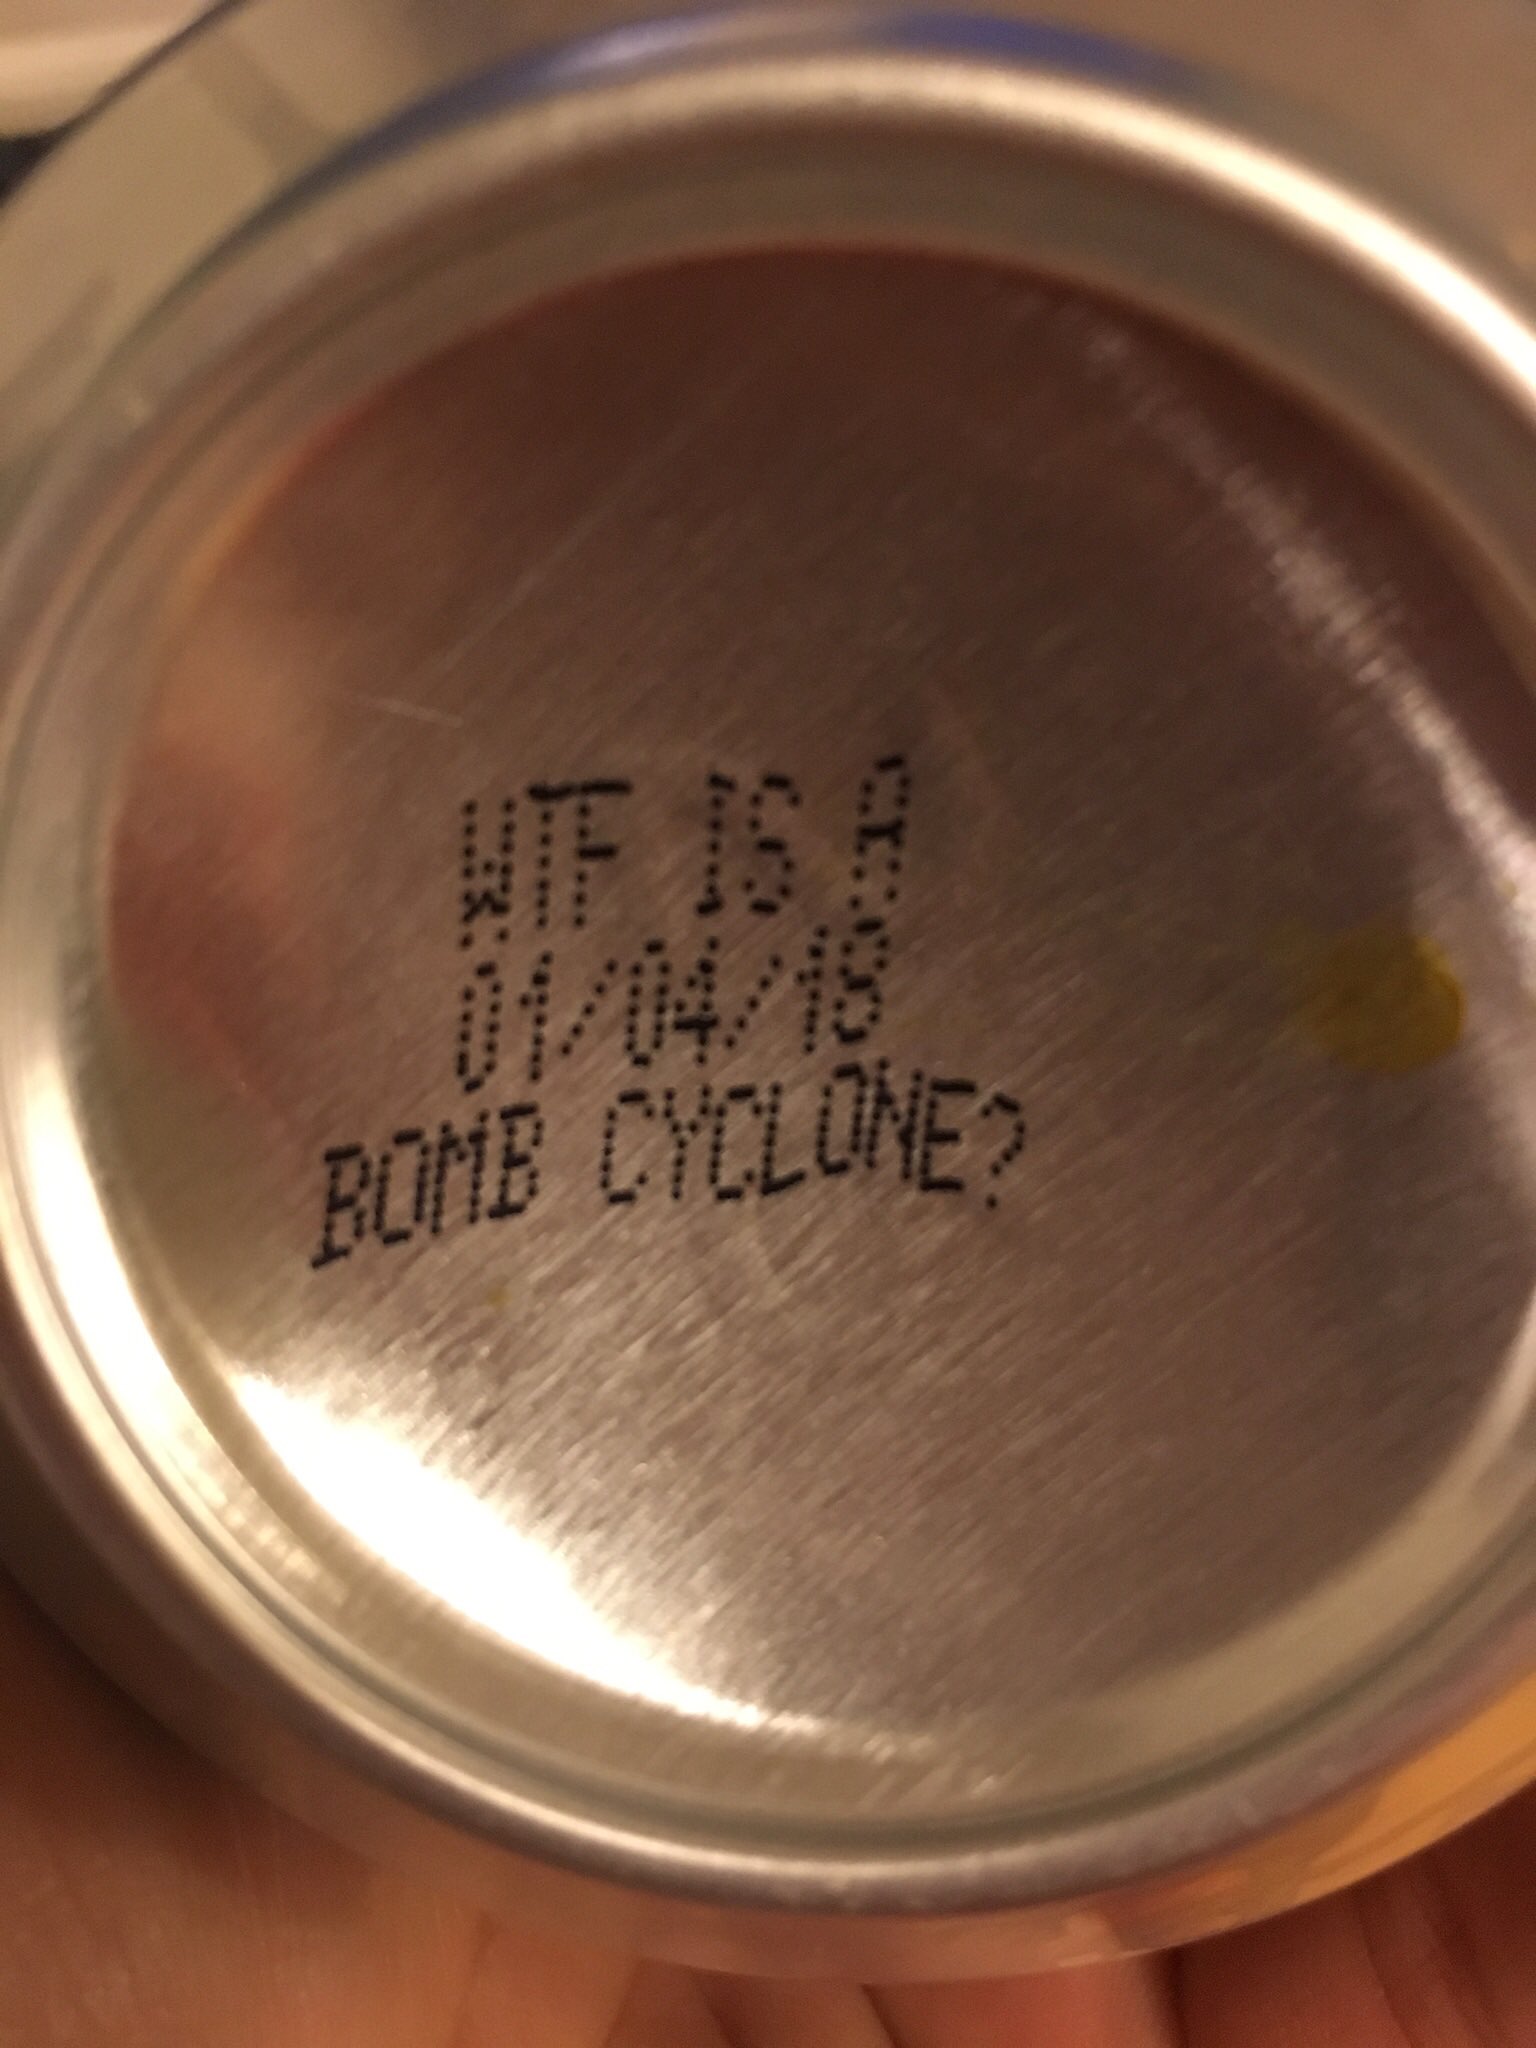 WTF IS A
01/04/18
BOMB CYCLONE?